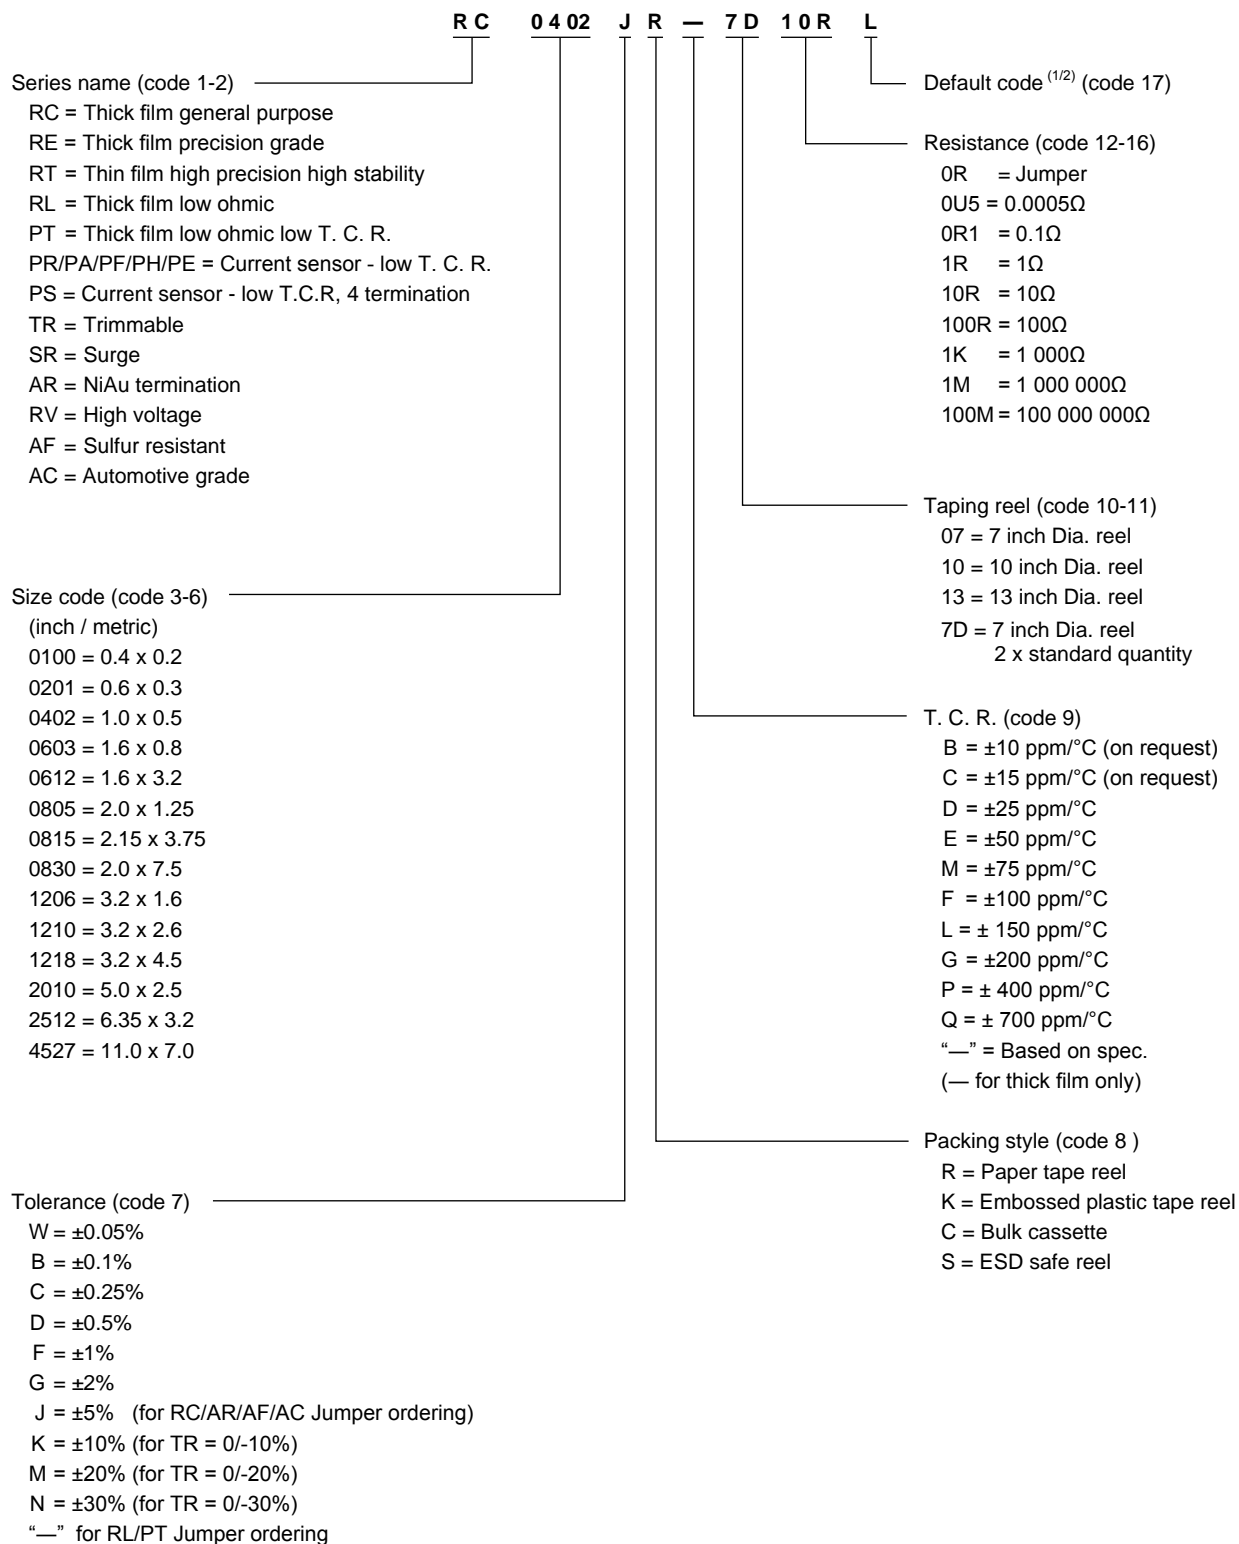 RC 0402 J R — 7D 10R L
Series name (code 1-2)
RC = Thick film general purpose
RE = Thick film precision grade
RT = Thin film high precision high stability
RL = Thick film low ohmic
PT = Thick film low ohmic low T. C. R.
PR/PA/PF/PH/PE = Current sensor - low T. C. R.
PS = Current sensor - low T.C.R, 4 termination
TR = Trimmable
SR = Surge
AR = NiAu termination
RV = High voltage
AF = Sulfur resistant
AC = Automotive grade
Size code (code 3-6)
(inch / metric)
0100 = 0.4 x 0.2
0201 = 0.6 x 0.3
0402 = 1.0 x 0.5
0603 = 1.6 x 0.8
0612 = 1.6 x 3.2
0805 = 2.0 x 1.25
0815 = 2.15 x 3.75
0830 = 2.0 x 7.5
1206 = 3.2 x 1.6
1210 = 3.2 x 2.6
1218 = 3.2 x 4.5
2010 = 5.0 x 2.5
2512 = 6.35 x 3.2
4527 = 11.0 x 7.0
Tolerance (code 7)
W = ±0.05%
B = ±0.1%
C = ±0.25%
D = ±0.5%
F = ±1%
G = ±2%
J = ±5% (for RC/AR/AF/AC Jumper ordering)
K = ±10% (for TR = 0/-10%)
M = ±20% (for TR = 0/-20%)
N = ±30% (for TR = 0/-30%)
“—” for RL/PT Jumper ordering
Default code (1/2) (code 17)
Resistance (code 12-16)
0R = Jumper
0U5 = 0.0005Ω
0R1 = 0.1Ω
1R = 1Ω
10R = 10Ω
100R = 100Ω
1K = 1 000Ω
1M = 1 000 000Ω
100M = 100 000 000Ω
Taping reel (code 10-11)
07 = 7 inch Dia. reel
10 = 10 inch Dia. reel
13 = 13 inch Dia. reel
7D = 7 inch Dia. reel
2 x standard quantity
T. C. R. (code 9)
B = ±10 ppm/°C (on request)
C = ±15 ppm/°C (on request)
D = ±25 ppm/°C
E = ±50 ppm/°C
M = ±75 ppm/°C
F = ±100 ppm/°C
L = ± 150 ppm/°C
G = ±200 ppm/°C
P = ± 400 ppm/°C
Q = ± 700 ppm/°C
“—” = Based on spec.
(— for thick film only)
Packing style (code 8 )
R = Paper tape reel
K = Embossed plastic tape reel
C = Bulk cassette
S = ESD safe reel